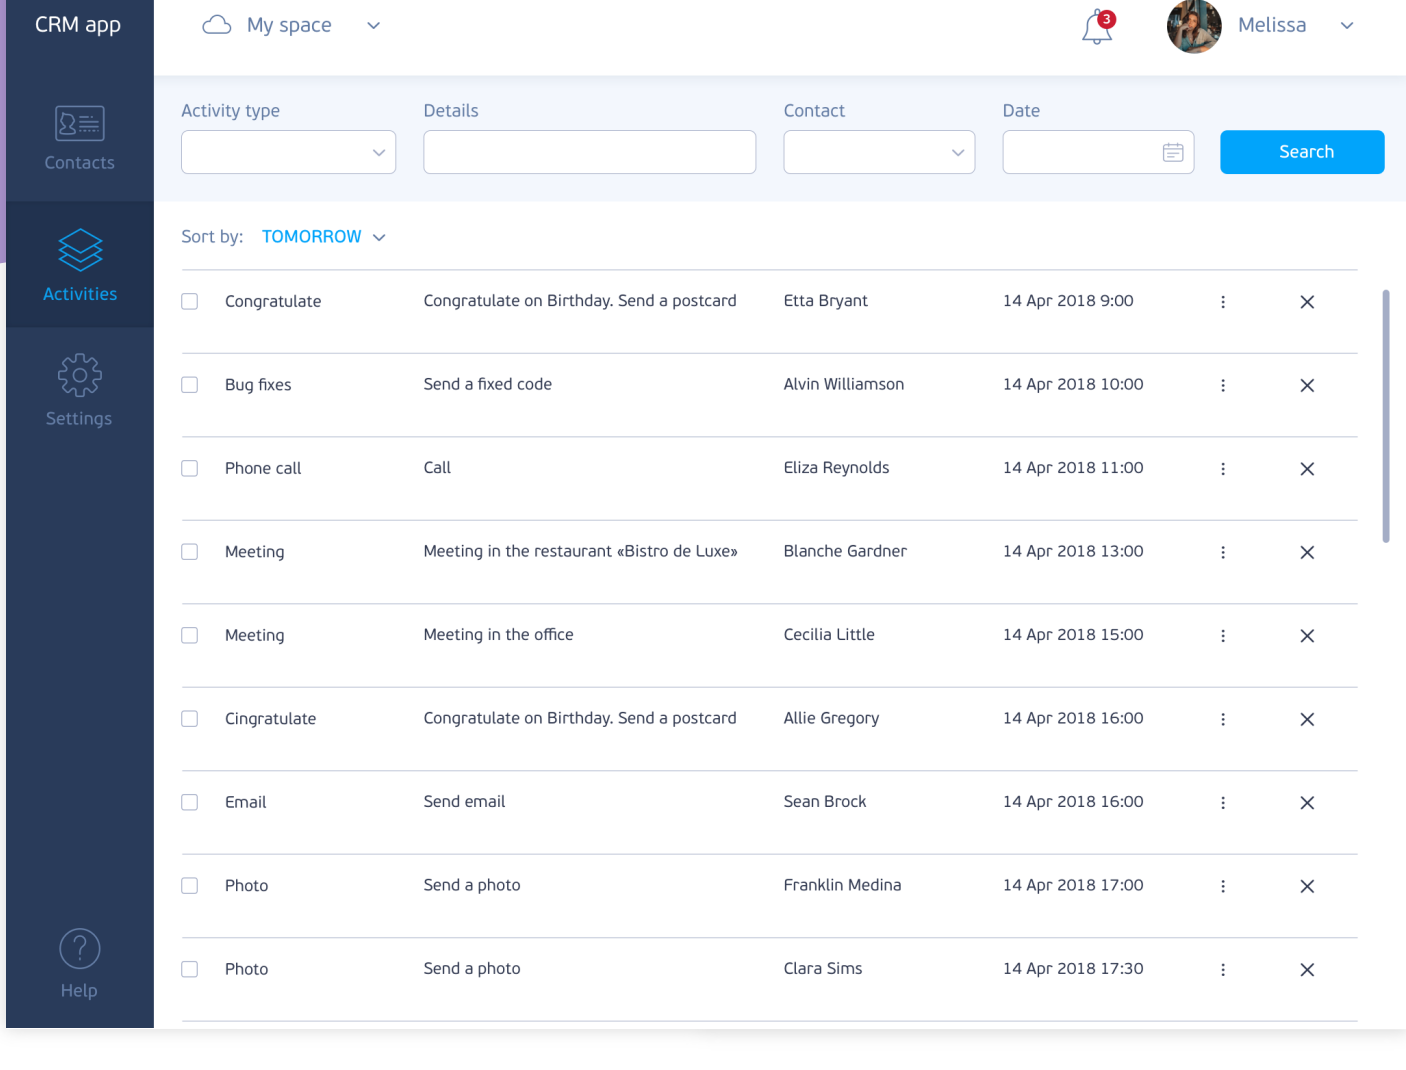 CRM app
My space
3
Melissa
Contacts
Activities
Settings
? Help
Activity type Details Contact Date
Search
Sort by: TOMORROW
Congratulate Congratulate on Birthday. Send a postcard Etta Bryant 14 Apr 2018 9:00
Bug fixes Send a fixed code Alvin Williamson 14 Apr 2018 10:00
Phone call Call Eliza Reynolds 14 Apr 2018 11:00
Meeting Meeting in the restaurant «Bistro de Luxe» Blanche Gardner 14 Apr 2018 13:00
Meeting Meeting in the office Cecilia Little 14 Apr 2018 15:00
Cingratulate Congratulate on Birthday. Send a postcard Allie Gregory 14 Apr 2018 16:00
Email Send email Sean Brock 14 Apr 2018 16:00
Photo Send a photo Franklin Medina 14 Apr 2018 17:00
Photo Send a photo Clara Sims 14 Apr 2018 17:30